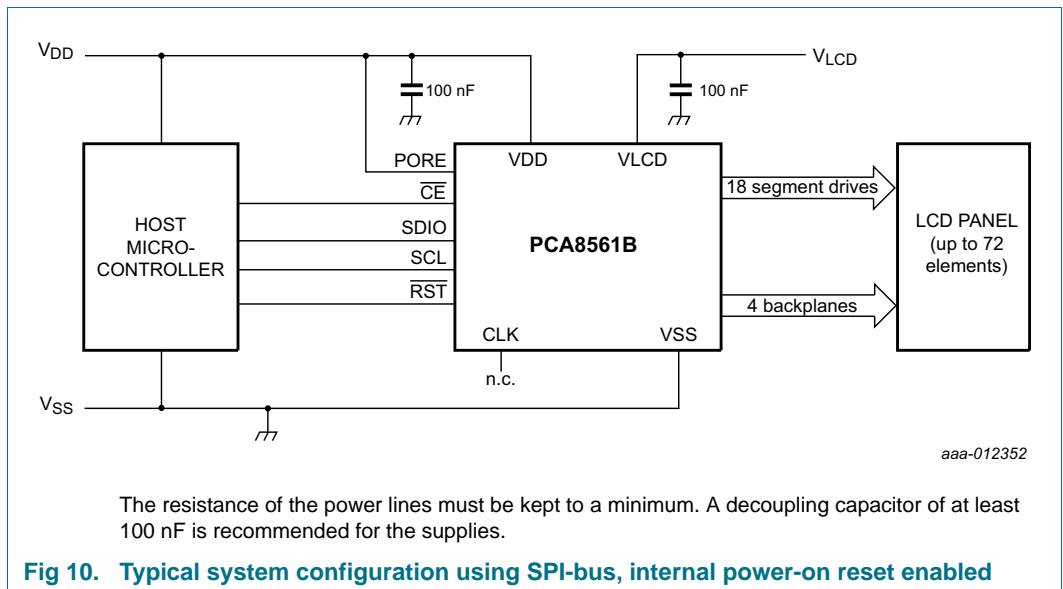 VDD
VLCD
100 nF
100 nF
PORE
VDD
VLCD
CE
18 segment drives
HOST
MICRO-
CONTROLLER
SDIO
PCA8561B
LCD PANEL
(up to 72
elements)
SCL
RST
4 backplanes
CLK
VSS
n.c.
VSS
aaa-012352
The resistance of the power lines must be kept to a minimum. A decoupling capacitor of at least
100 nF is recommended for the supplies.
Fig 10. Typical system configuration using SPI-bus, internal power-on reset enabled